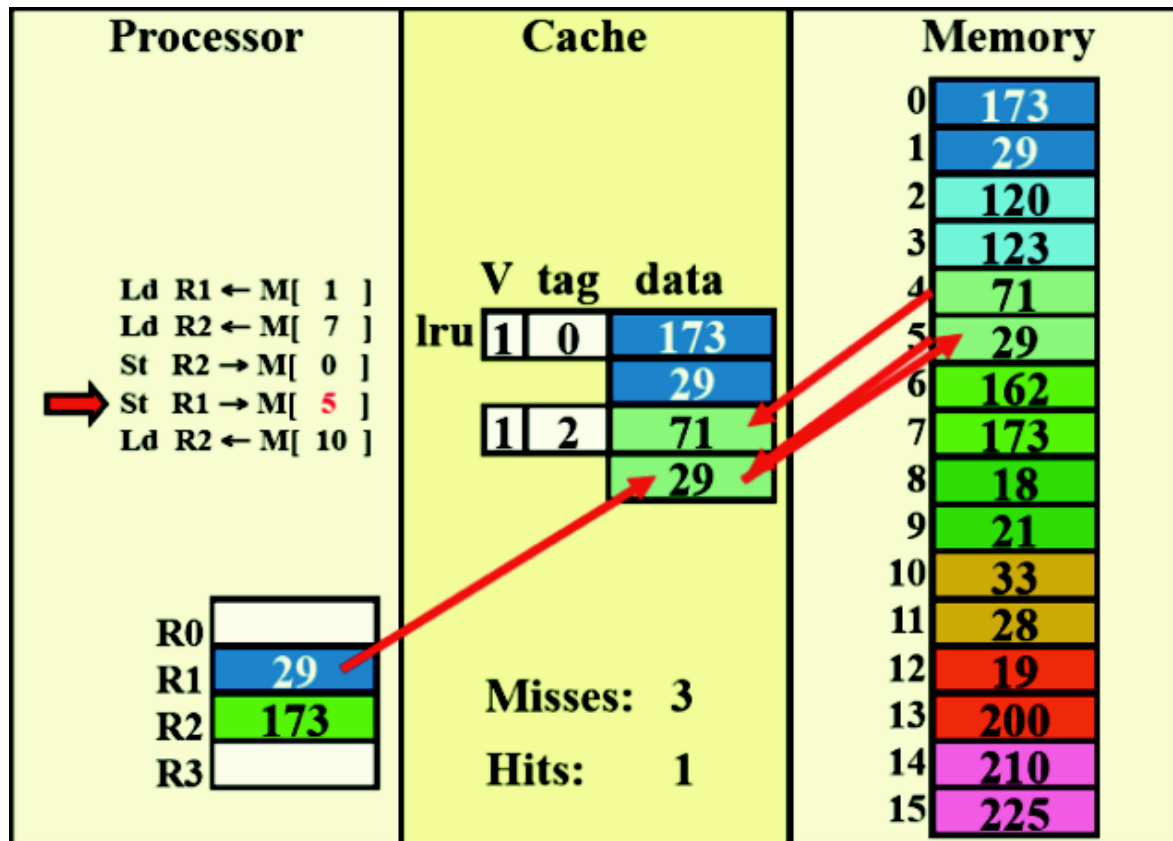 Processor
Cache
Memory
Ld R1 ← M[ 1 ]
Ld R2 ← M[ 7 ]
St R2 → M[ 0 ]
St R1 → M[ 5 ]
Ld R2 ← M[ 10 ]
R0
R1 29
R2 173
R3
V tag data
lru 1 0 173
29
1 2 71
29
Misses: 3
Hits: 1
0 173
1 29
2 120
3 123
4 71
5 29
6 162
7 173
8 18
9 21
10 33
11 28
12 19
13 200
14 210
15 225